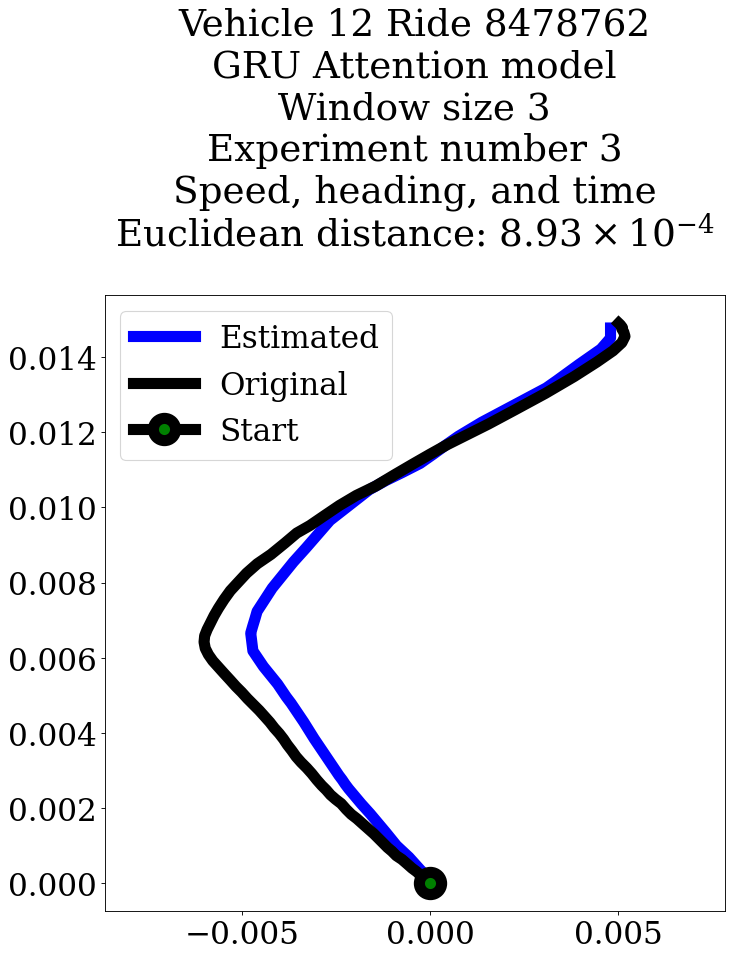 Vehicle 12 Ride 8478762
GRU Attention model
Window size 3
Experiment number 3
Speed, heading, and time
Euclidean distance: 8.93 × 10⁻⁴
Estimated
Original
Start
0.014
0.012
0.010
0.008
0.006
0.004
0.002
0.000
−0.005
0.000
0.005